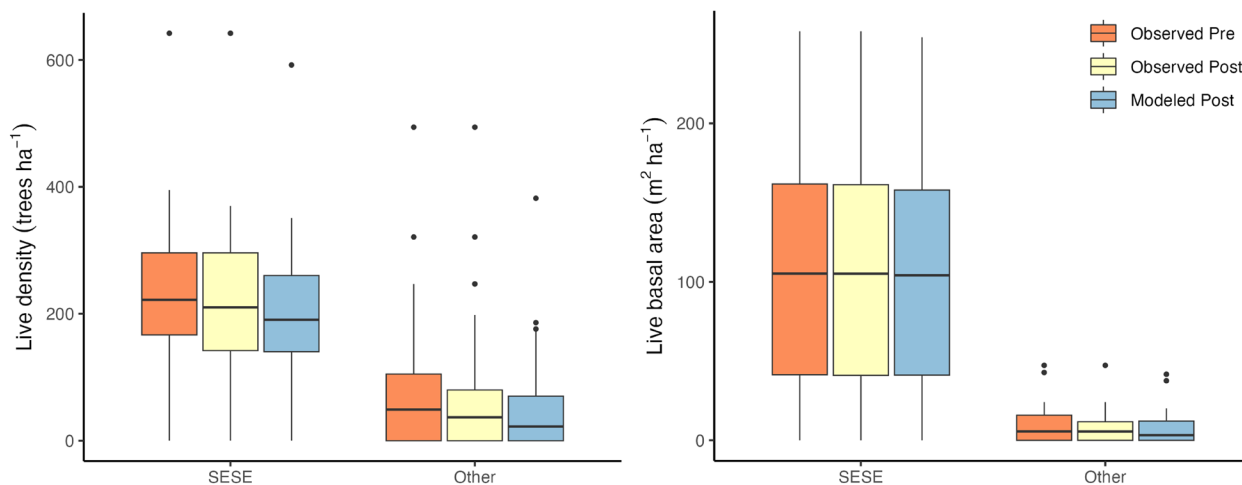 Live density (trees ha⁻¹)
600
400
200
0
SESE
Other
Live basal area (m² ha⁻¹)
200
100
0
SESE
Other
Observed Pre
Observed Post
Modeled Post